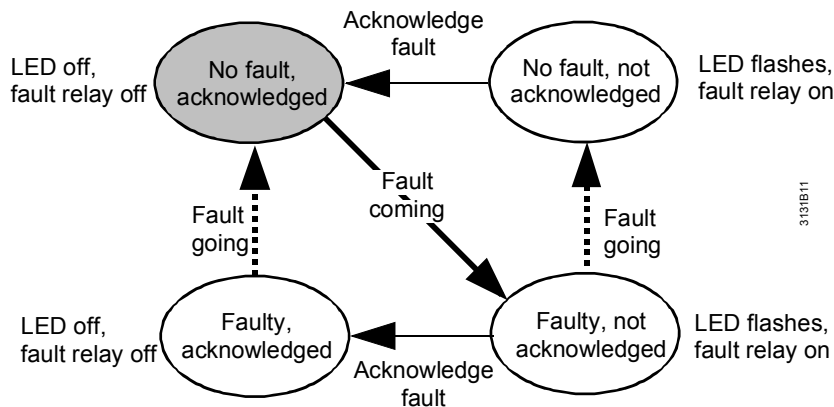 Acknowledge
fault
LED off,
fault relay off
No fault,
acknowledged
No fault, not
acknowledged
LED flashes,
fault relay on
Fault
coming
Fault
going
Fault
going
3131B11
LED off,
fault relay off
Faulty,
acknowledged
Faulty, not
acknowledged
LED flashes,
fault relay on
Acknowledge
fault